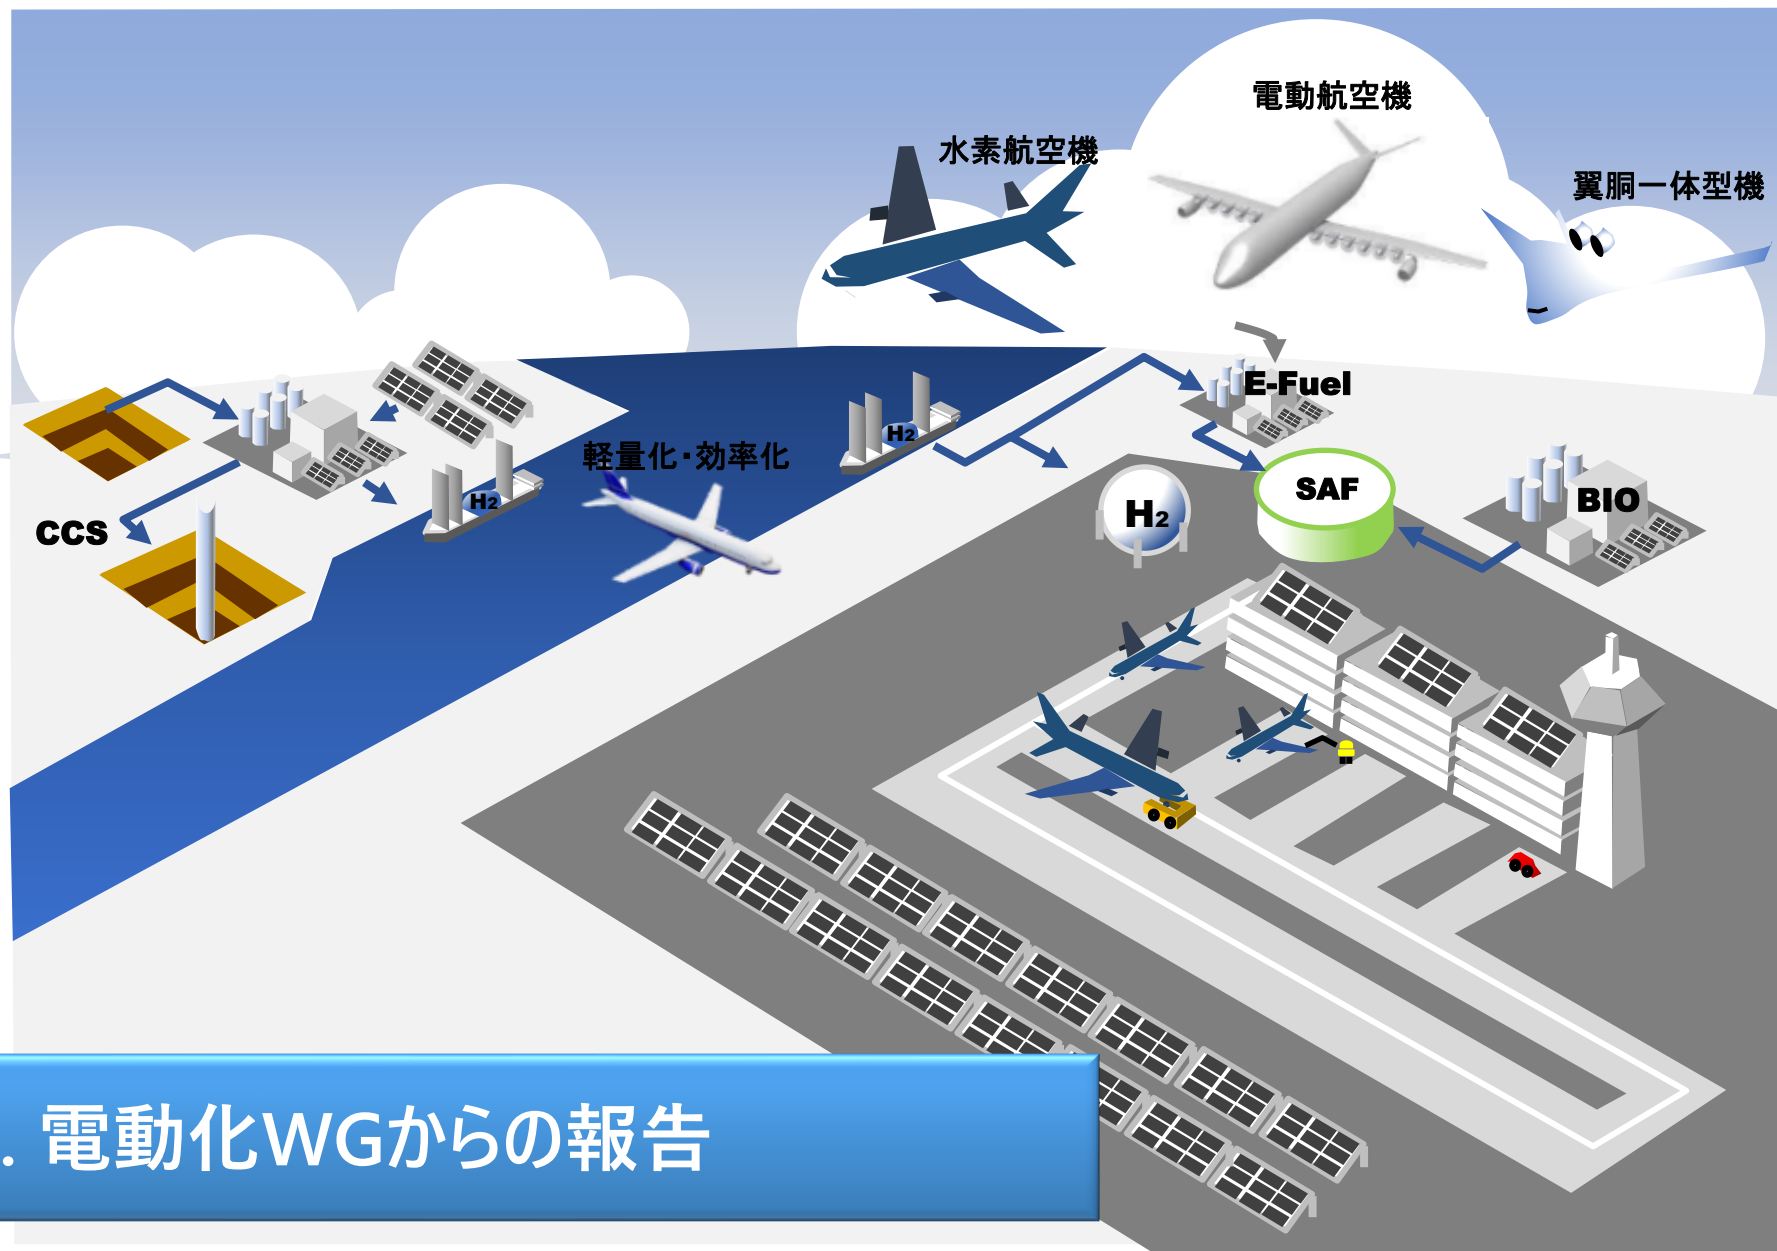 電動航空機
水素航空機
翼胴一体型機
E-Fuel
H2
軽量化・効率化
H2
SAF
BIO
H2
CCS
. 電動化WGからの報告